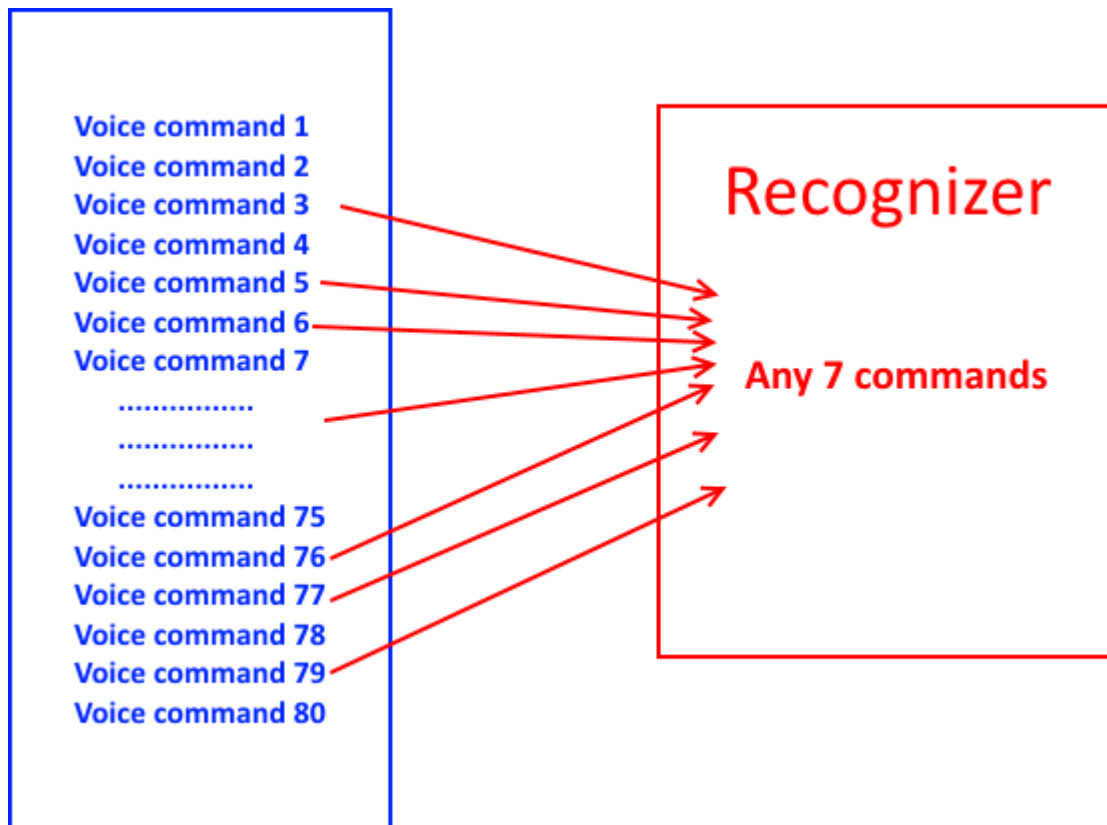 Voice command 1
Voice command 2
Voice command 3
Voice command 4
Voice command 5
Voice command 6
Voice command 7
................
................
................
Voice command 75
Voice command 76
Voice command 77
Voice command 78
Voice command 79
Voice command 80
Recognizer
Any 7 commands